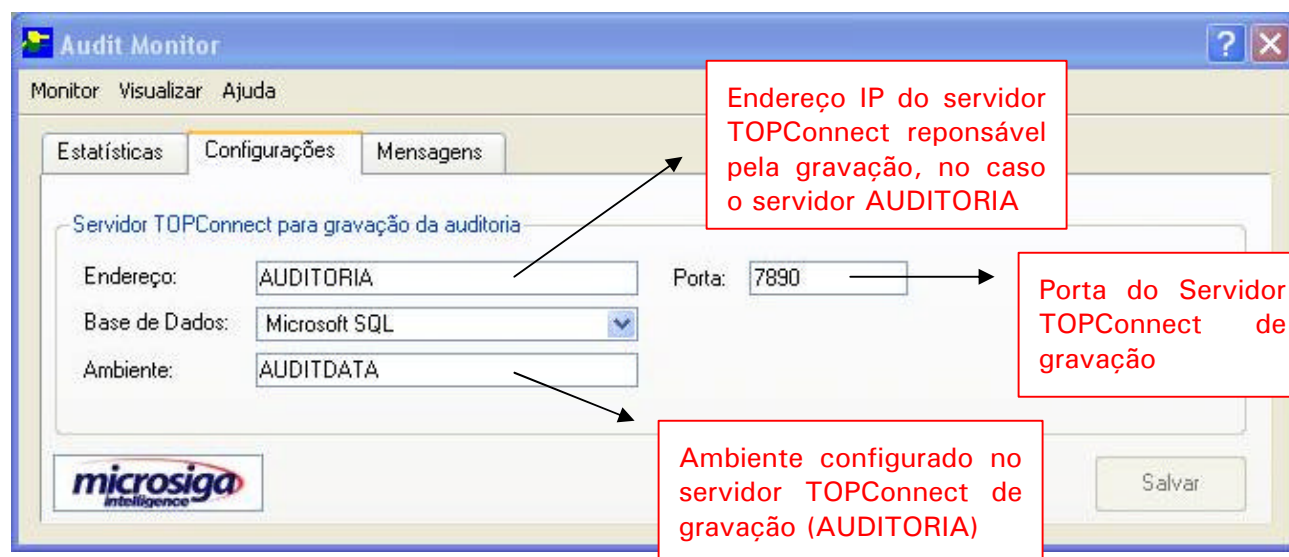 Audit Monitor
Monitor Visualizar Ajuda
Estatísticas Configurações Mensagens
Endereço IP do servidor
TOPConnect reponsável
pela gravação, no caso
o servidor AUDITORIA
Servidor TOPConnect para gravação da auditoria
Endereço: AUDITORIA Porta: 7890
Base de Dados: Microsoft SQL
Ambiente: AUDITDATA
Porta do Servidor
TOPConnect de
gravação
Ambiente configurado no
servidor TOPConnect de
gravação (AUDITORIA)
microsiga
intelligence
Salvar